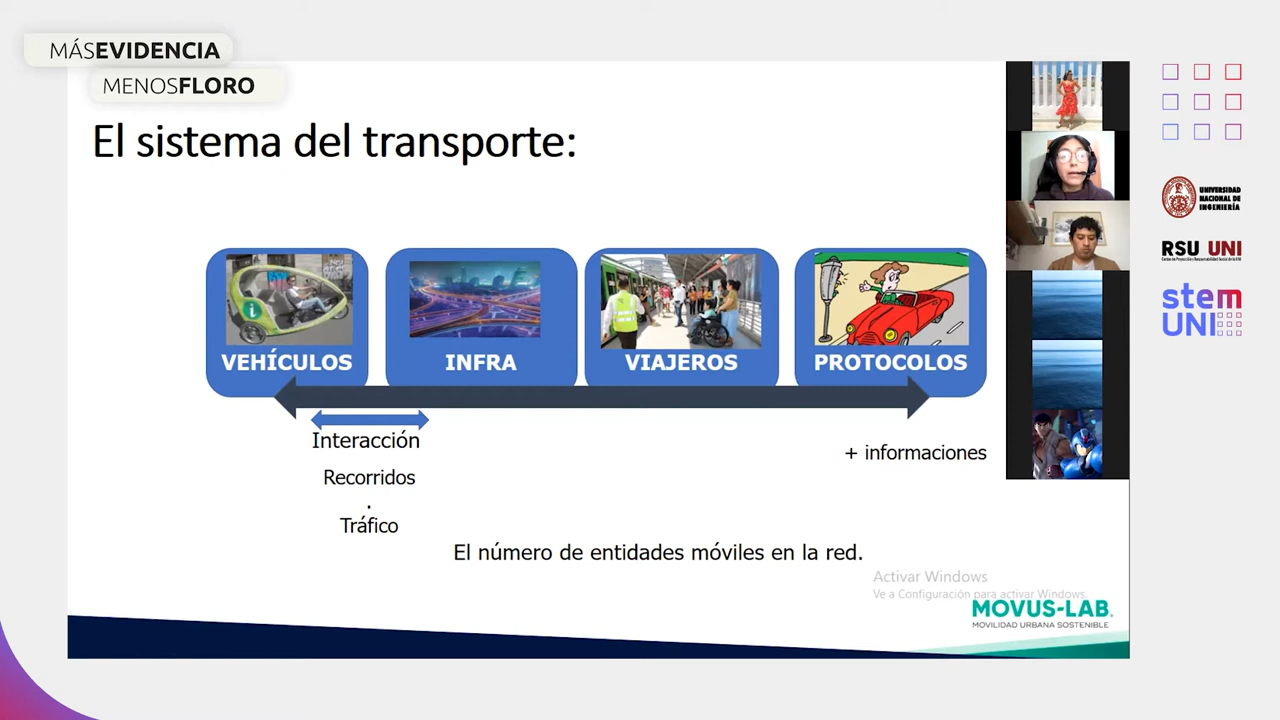 MÁSEVIDENCIA
MENOSFLORO
El sistema del transporte:
VEHÍCULOS
INFRA
VIAJEROS
PROTOCOLOS
Interacción
Recorridos
.
Tráfico
+ informaciones
El número de entidades móviles en la red.
Activar Windows
Ve a Configuración para activar Windows.
MOVUS-LAB.
MOVILIDAD URBANA SOSTENIBLE
UNIVERSIDAD
NACIONAL DE
INGENIERÍA
RSU UNI
stem
UNI